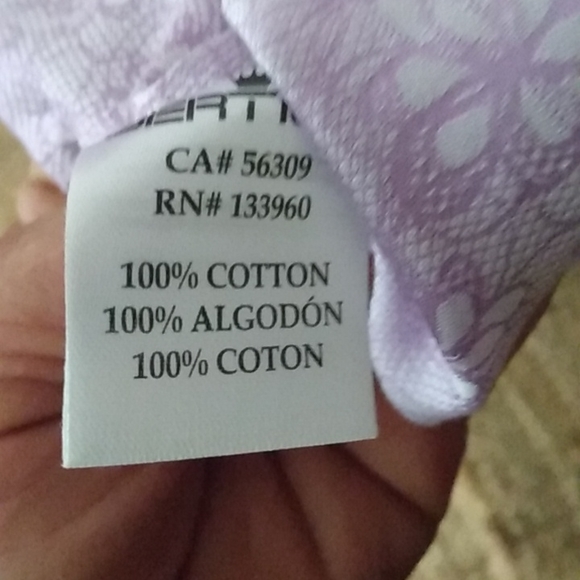 CA# 56309
RN# 133960
100% COTTON
100% ALGODÓN
100% COTON